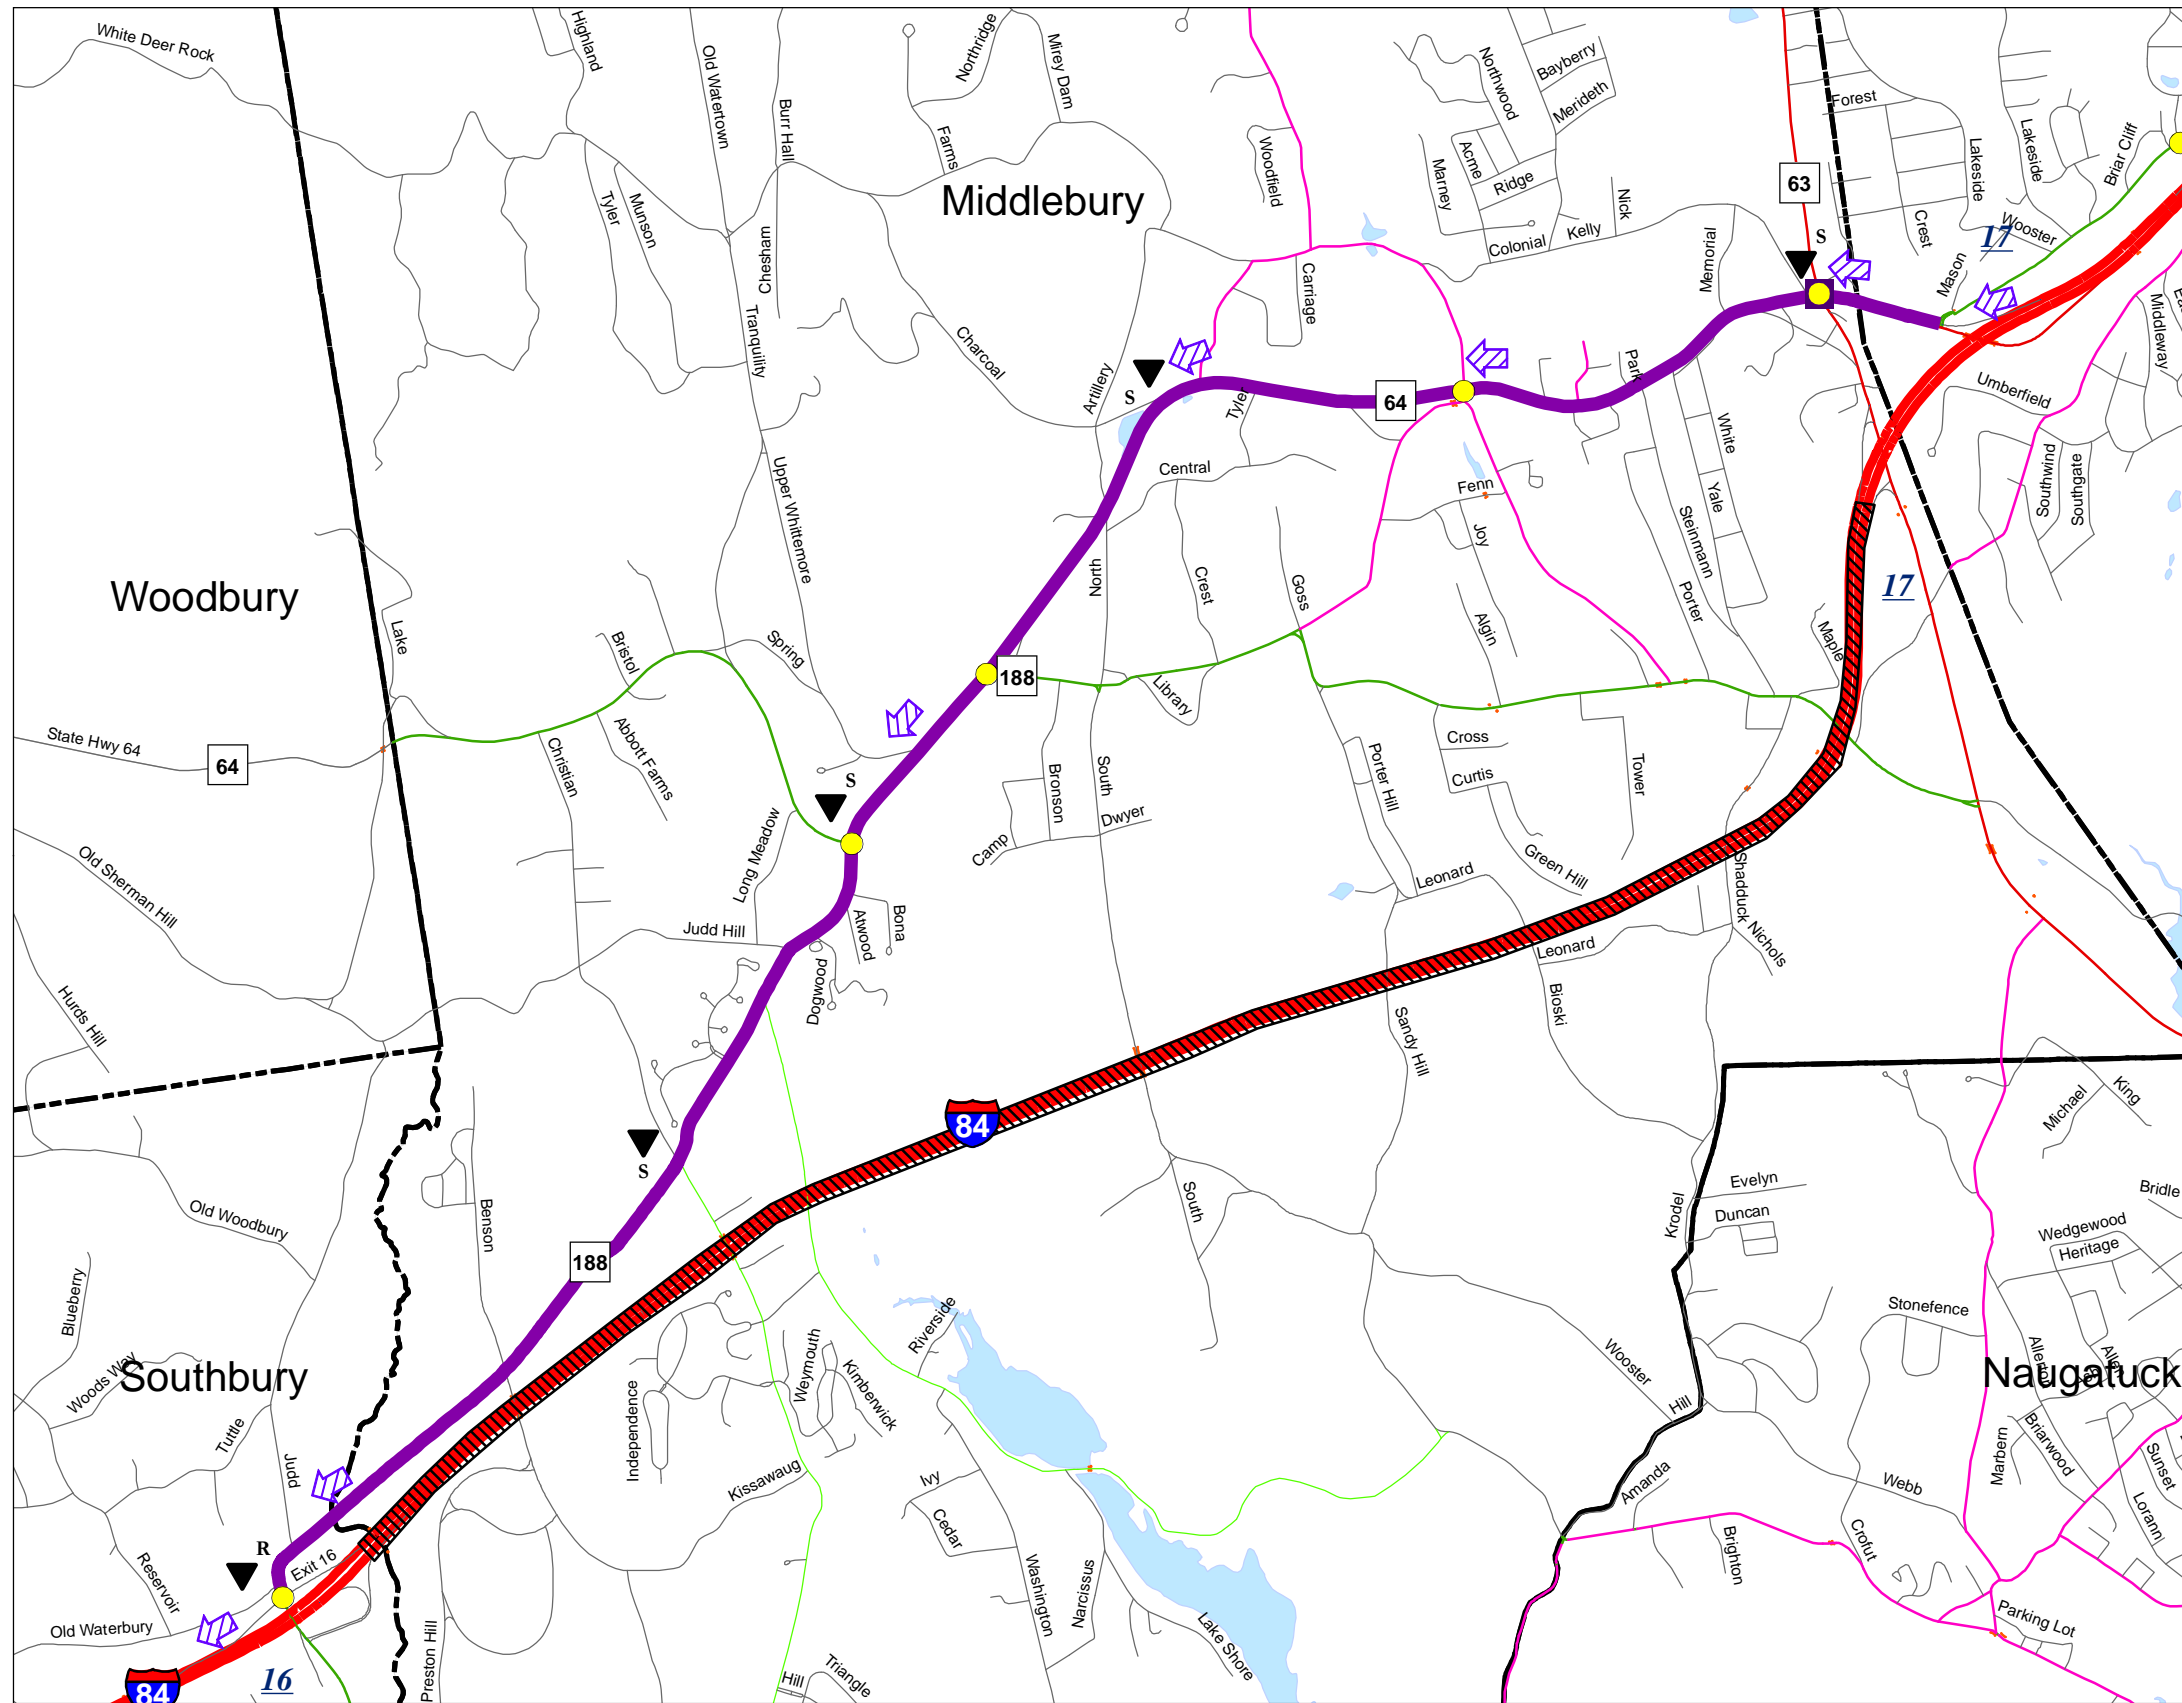 White Deer Rock
Highland
Old Watertown
Burr Hall
Northridge
Mirey Dam
Farms
Middlebury
Woodfield
Northwood
Bayberry
Merideth
Acme
Ridge
Marney
Nick
Kelly
Colonial
Memorial
63
Forest
Lakeside
Lakeside
Briar Cliff
Crest
Wooster
17
Mason
S
Middleway
Tyler
Munson
Chesham
Tranquility
Charcoal
Artillery
S
Tyler
Carriage
64
Park
White
Umberfield
Southwind
Southgate
Central
Fenn
Joy
Yale
Steinmann
Upper Whittemore
Woodbury
Lake
Bristol
Spring
North
Crest
Goss
Algin
Porter
Maple
17
188
Library
State Hwy 64
64
Christian
Abbott Farms
S
Bronson
South
Dwyer
Camp
Porter Hill
Cross
Curtis
Tower
Green Hill
Leonard
Shadduck
Nichols
Leonard
Bioski
Old Sherman Hill
Long Meadow
Judd Hill
Atwood
Bona
Dogwood
Hurds Hill
Sandy Hill
84
S
Michael
King
Old Woodbury
Benson
188
South
Krodel
Evelyn
Duncan
Bridle
Wedgewood
Heritage
Blueberry
Woods Way
Southbury
Tuttle
Judd
Independence
Weymouth
Kimberwick
Riverside
Wooster
Hill
Stonefence
Naugatuck
Briarwood
Marbern
Sunset
Loranni
Webb
Crofut
Amanda
Brighton
Kissawaug
Ivy
Cedar
Washington
Narcissus
Lake Shore
Parking Lot
R
Exit 16
Reservoir
Old Waterbury
16
84
Preston Hill
Hill
Triangle